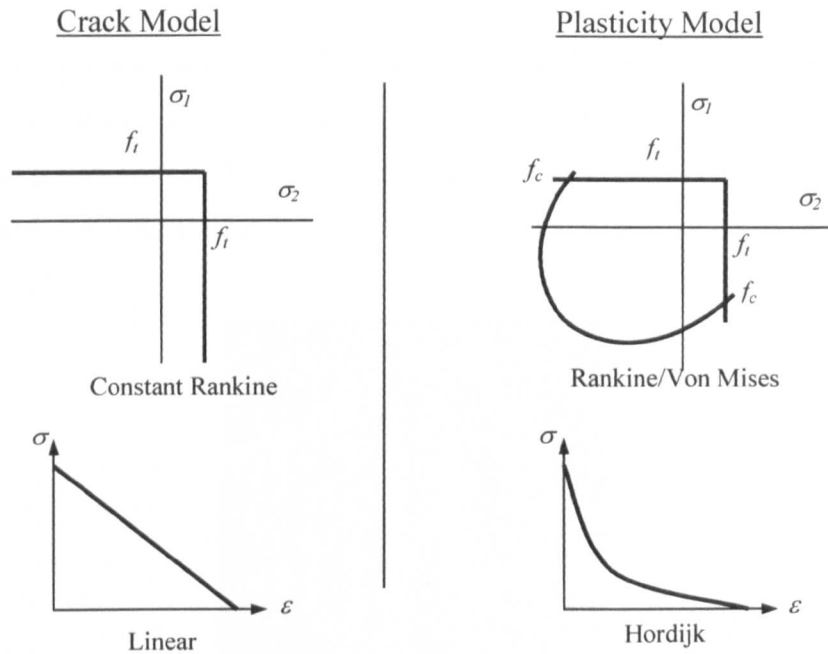 Crack Model
σ1
ft
σ2
ft
Constant Rankine
σ
ε
Linear
Plasticity Model
σ1
ft
fc
σ2
ft
fc
Rankine/Von Mises
σ
ε
Hordijk